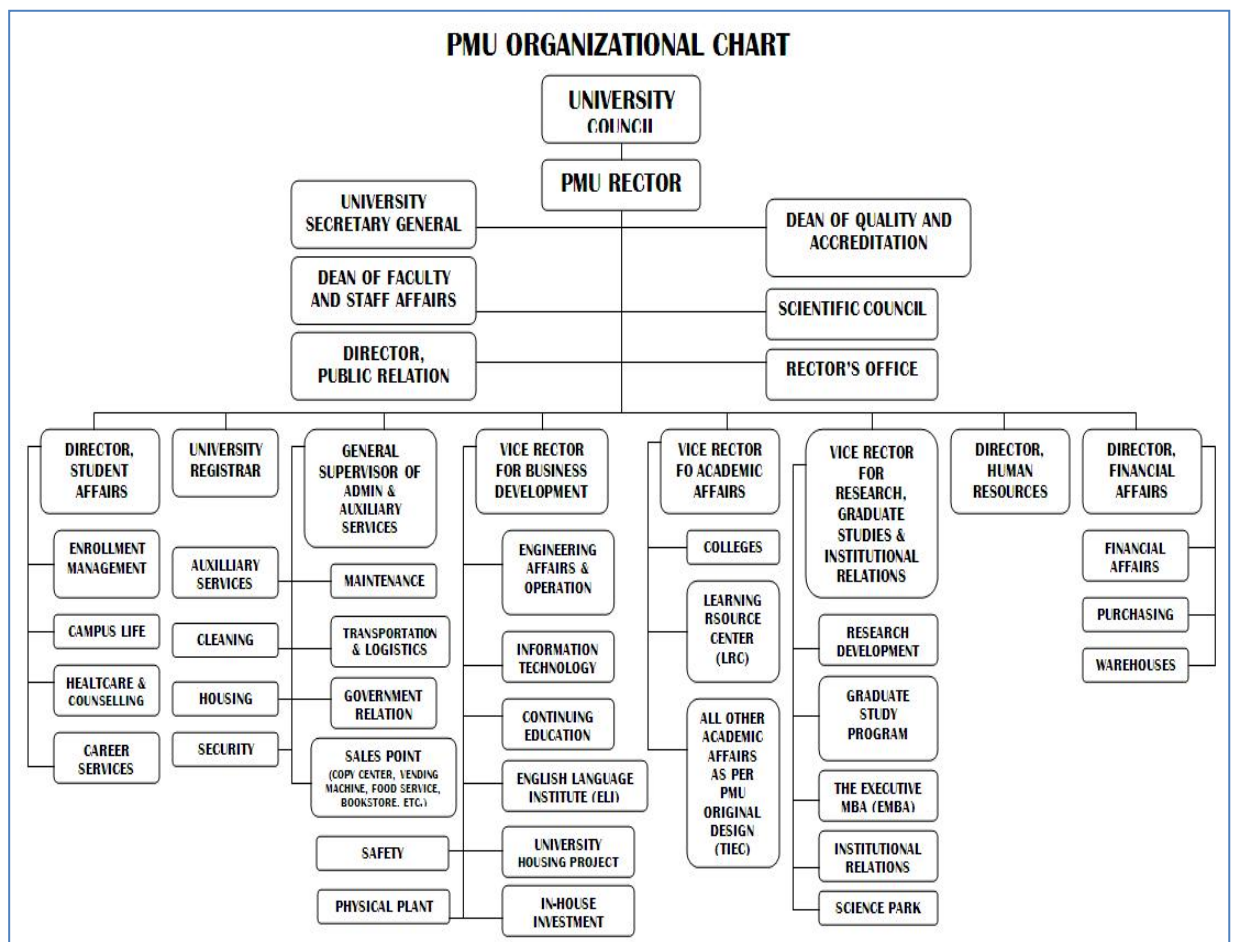 PMU ORGANIZATIONAL CHART
UNIVERSITY
COUNCIL
PMU RECTOR
UNIVERSITY
SECRETARY GENERAL
DEAN OF QUALITY AND
ACCREDITATION
DEAN OF FACULTY
AND STAFF AFFAIRS
SCIENTIFIC COUNCIL
DIRECTOR,
PUBLIC RELATION
RECTOR'S OFFICE
DIRECTOR,
STUDENT
AFFAIRS
UNIVERSITY
REGISTRAR
GENERAL
SUPERVISOR OF
ADMIN &
AUXILIARY
SERVICES
VICE RECTOR
FOR BUSINESS
DEVELOPMENT
VICE RECTOR
FO ACADEMIC
AFFAIRS
VICE RECTOR
FOR
RESEARCH,
GRADUATE
STUDIES &
INSTITUTIONAL
RELATIONS
DIRECTOR,
HUMAN
RESOURCES
DIRECTOR,
FINANCIAL
AFFAIRS
ENROLLMENT
MANAGEMENT
CAMPUS LIFE
HEALTCARE &
COUNSELLING
CAREER
SERVICES
AUXILLIARY
SERVICES
CLEANING
HOUSING
SECURITY
MAINTENANCE
TRANSPORTATION
& LOGISTICS
GOVERNMENT
RELATION
SALES POINT
(COPY CENTER, VENDING
MACHINE, FOOD SERVICE,
BOOKSTORE, ETC.)
SAFETY
PHYSICAL PLANT
ENGINEERING
AFFAIRS &
OPERATION
INFORMATION
TECHNOLOGY
CONTINUING
EDUCATION
ENGLISH LANGUAGE
INSTITUTE (ELI)
UNIVERSITY
HOUSING PROJECT
IN-HOUSE
INVESTMENT
COLLEGES
LEARNING
RSOURCE
CENTER
(LRC)
ALL OTHER
ACADEMIC
AFFAIRS
AS PER
PMU
ORIGINAL
DESIGN
(TIEC)
RESEARCH
DEVELOPMENT
GRADUATE
STUDY
PROGRAM
THE EXECUTIVE
MBA (EMBA)
INSTITUTIONAL
RELATIONS
SCIENCE PARK
FINANCIAL
AFFAIRS
PURCHASING
WAREHOUSES